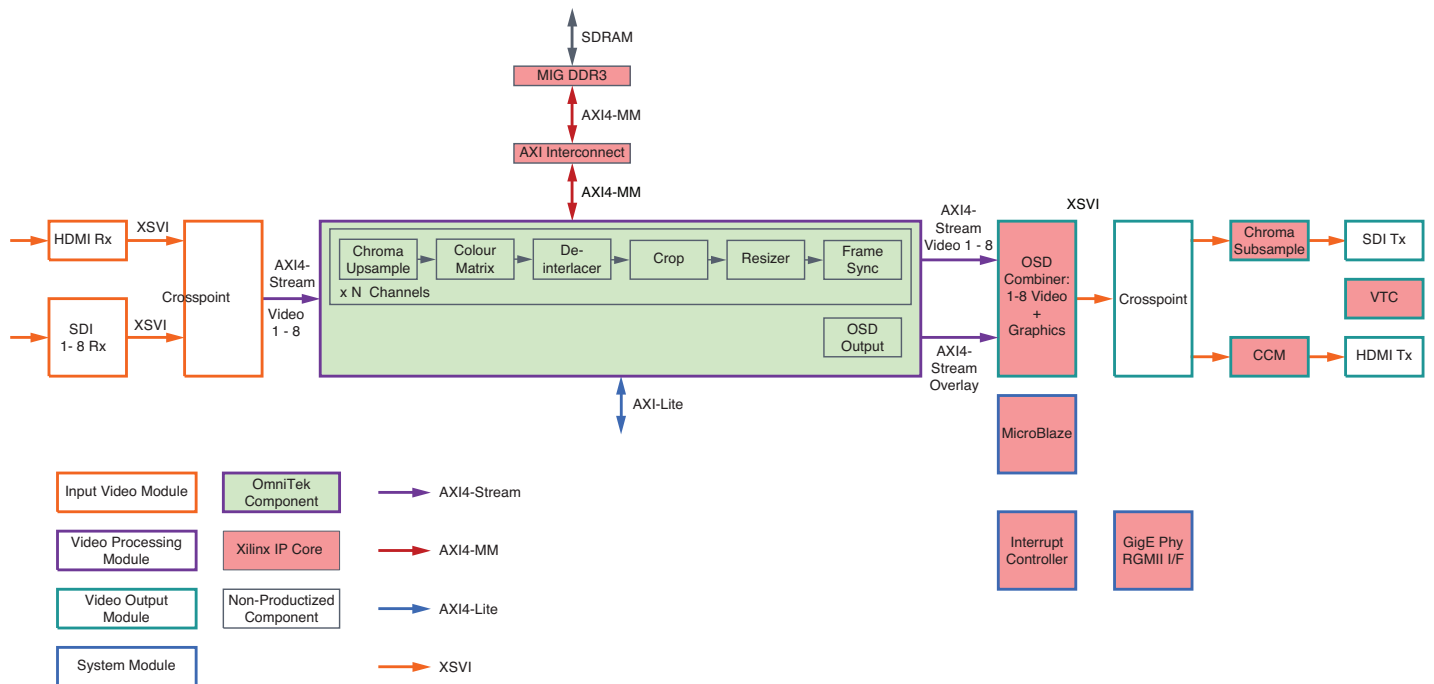 SDRAM
MIG DDR3
AXI4-MM
AXI Interconnect
AXI4-MM
HDMI Rx
XSVI
SDI
1- 8 Rx
XSVI
Crosspoint
AXI4-
Stream
Video
1 - 8
Chroma
Upsample
Colour
Matrix
De-
interlacer
Crop
Resizer
Frame
Sync
x N Channels
OSD
Output
AXI-Lite
AXI4-
Stream
Video 1 - 8
AXI4-
Stream
Overlay
OSD
Combiner:
1-8 Video
+
Graphics
XSVI
Crosspoint
Chroma
Subsample
SDI Tx
VTC
CCM
HDMI Tx
MicroBlaze
Interrupt
Controller
GigE Phy
RGMII I/F
Input Video Module
OmniTek
Component
AXI4-Stream
Video Processing
Module
Xilinx IP Core
AXI4-MM
Video Output
Module
Non-Productized
Component
AXI4-Lite
System Module
XSVI